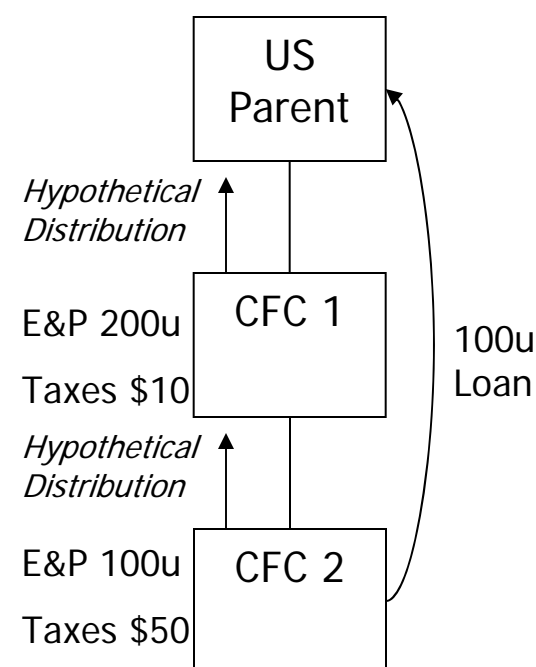 US
Parent
Hypothetical
Distribution
CFC 1
E&P 200u
Taxes $10
100u
Loan
Hypothetical
Distribution
CFC 2
E&P 100u
Taxes $50